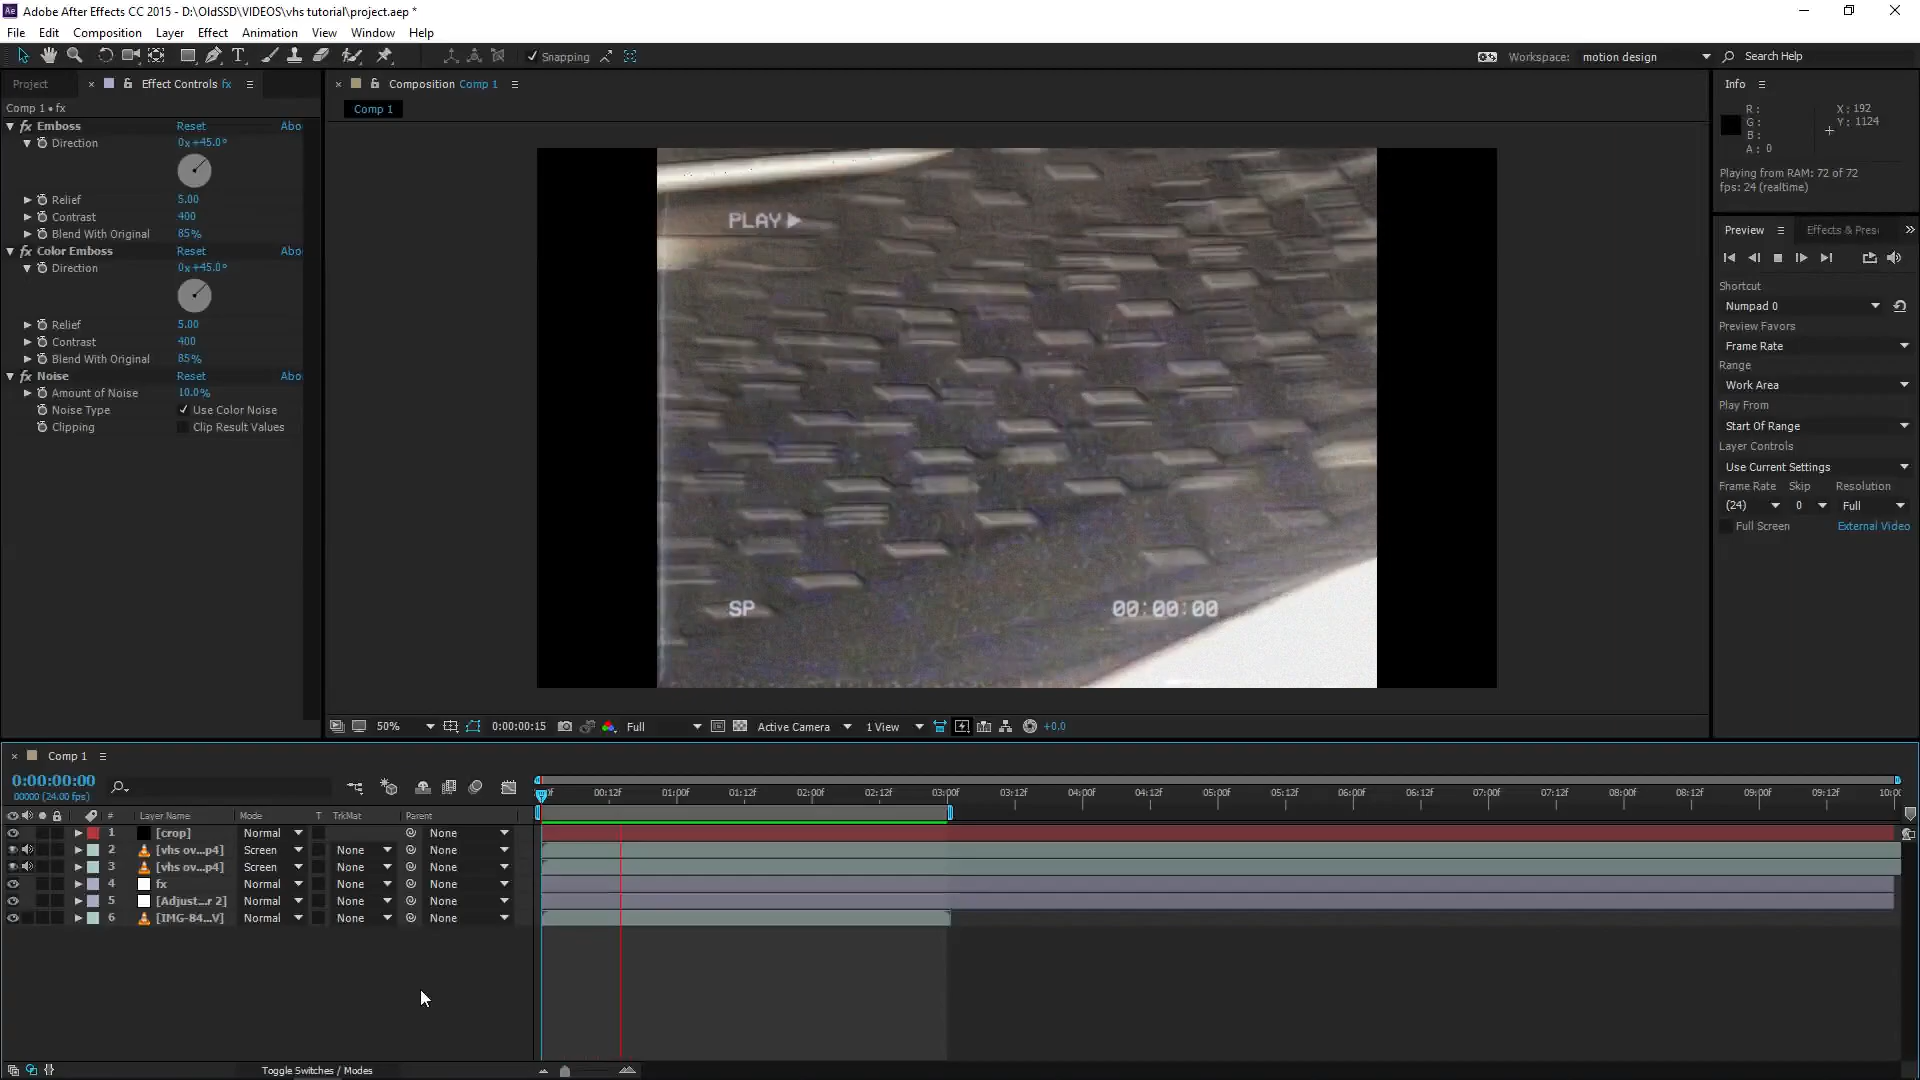 Adobe After Effects CC 2015 - D:\OldSSD\VIDEOS\vhs tutorial\project.aep *
File Edit Composition Layer Effect Animation View Window Help
Snapping
Workspace: motion design Search Help
Project Effect Controls fx
Comp 1 • fx
Emboss Reset Abo
Direction 0x+45.0°
Relief 5.00
Contrast 400
Blend With Original 85%
Color Emboss Reset Abo
Direction 0x+45.0°
Relief 5.00
Contrast 400
Blend With Original 85%
Noise Reset Abo
Amount of Noise 10.0%
Noise Type Use Color Noise
Clipping Clip Result Values
Composition Comp 1
Comp 1
PLAY
SP 00:00:00
50% 0:00:00:15 Full Active Camera 1 View +0.0
Info
R: X: 192
G: Y: 1124
B:
A: 0
Playing from RAM: 72 of 72
fps: 24 (realtime)
Preview Effects & Pres
Shortcut
Numpad 0
Preview Favors
Frame Rate
Range
Work Area
Play From
Start Of Range
Layer Controls
Use Current Settings
Frame Rate Skip Resolution
(24) 0 Full
Full Screen External Video
Comp 1
0:00:00:00
00000 (24.00 fps)
00:12f 01:00f 01:12f 02:00f 02:12f 03:00f 03:12f 04:00f 04:12f 05:00f 05:12f 06:00f 06:12f 07:00f 07:12f 08:00f 08:12f 09:00f 09:12f 10:00
# Layer Name Mode T TrkMat Parent
1 [crop] Normal None
2 [vhs ov...p4] Screen None None
3 [vhs ov...p4] Screen None None
4 fx Normal None None
5 [Adjust...r 2] Normal None None
6 [IMG-84...V] Normal None None
Toggle Switches / Modes